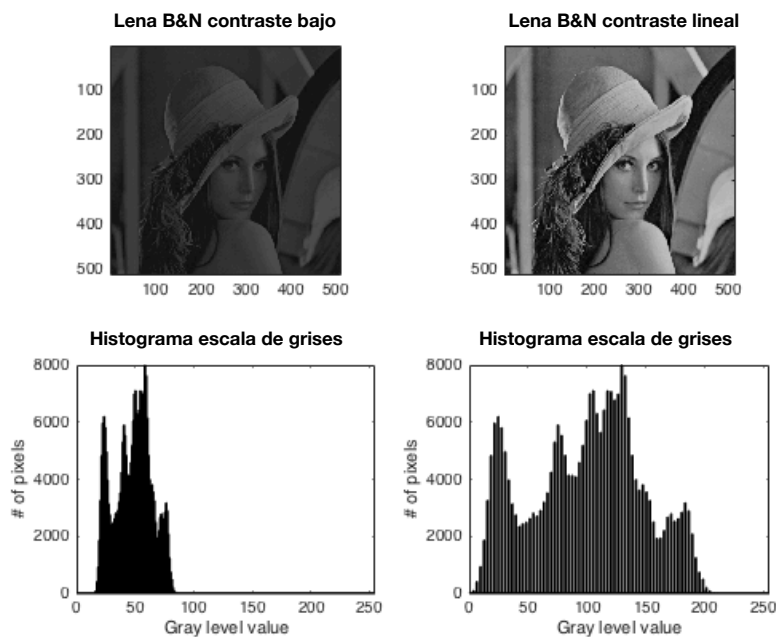 Lena B&N contraste bajo
100
200
300
400
500
100 200 300 400 500
Lena B&N contraste lineal
100
200
300
400
500
100 200 300 400 500
Histograma escala de grises
8000
6000
4000
2000
0
# of pixels
0 50 100 150 200 250
Gray level value
Histograma escala de grises
8000
6000
4000
2000
0
# of pixels
0 50 100 150 200 250
Gray level value